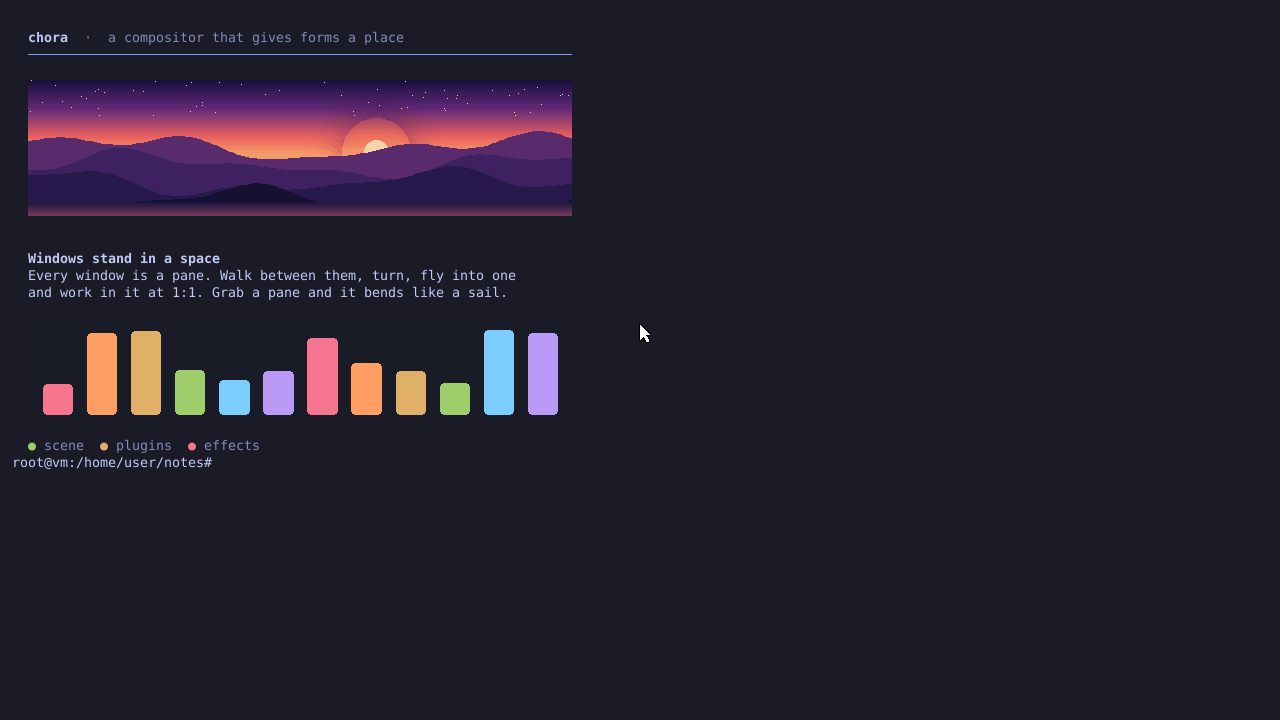 chora · a compositor that gives forms a place
Windows stand in a space
Every window is a pane. Walk between them, turn, fly into one
and work in it at 1:1. Grab a pane and it bends like a sail.
● scene ● plugins ● effects
root@vm:/home/user/notes#